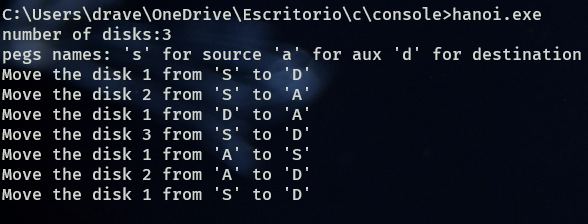 C:\Users\drave\OneDrive\Escritorio\c\console>hanoi.exe
number of disks:3
pegs names: 's' for source 'a' for aux 'd' for destination
Move the disk 1 from 'S' to 'D'
Move the disk 2 from 'S' to 'A'
Move the disk 1 from 'D' to 'A'
Move the disk 3 from 'S' to 'D'
Move the disk 1 from 'A' to 'S'
Move the disk 2 from 'A' to 'D'
Move the disk 1 from 'S' to 'D'